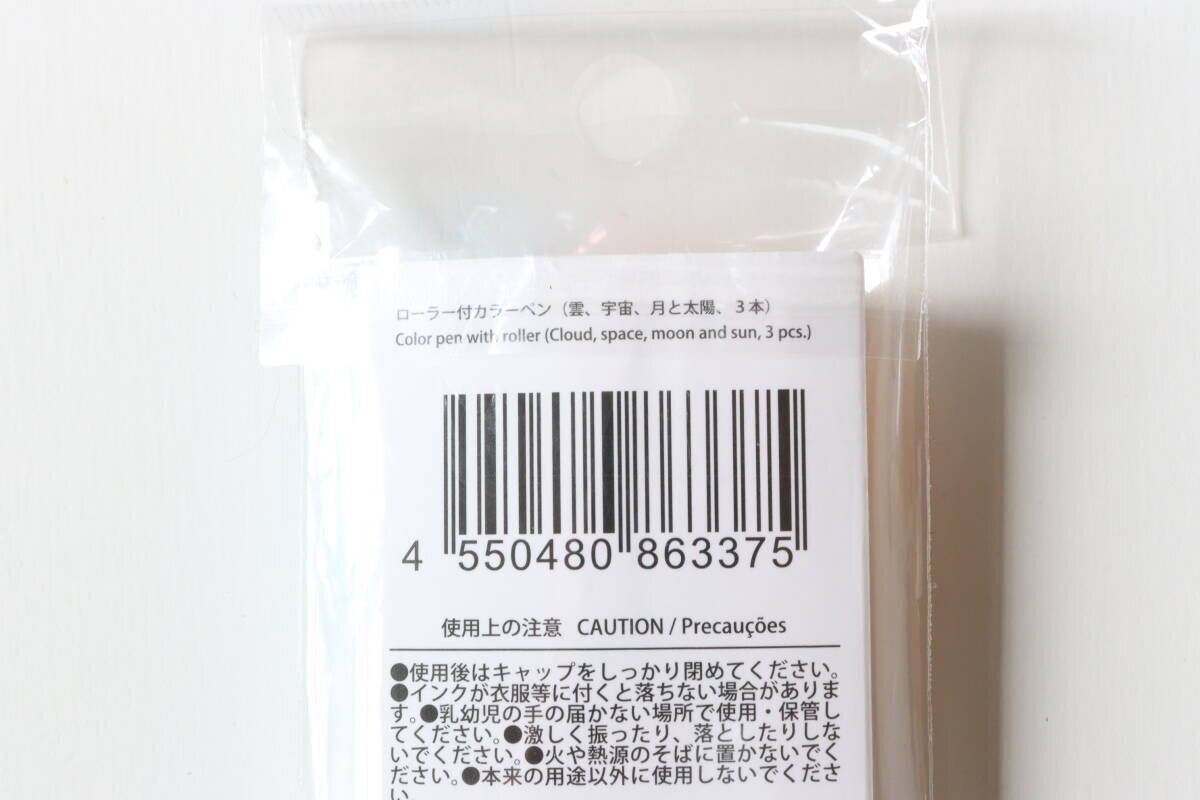 ローラー付カラーペン（雲、宇宙、月と太陽、3本）
Color pen with roller (Cloud, space, moon and sun, 3 pcs.)
4 550480 863375
使用上の注意 CAUTION / Precauções
●使用後はキャップをしっかり閉めてください。
●インクが衣服等に付くと落ちない場合がありま
す。●乳幼児の手の届かない場所で使用・保管し
てください。●激しく振ったり、落としたりしな
いでください。●火や熱源のそばに置かないでく
ださい。●本来の用途以外に使用しないでくださ
い。